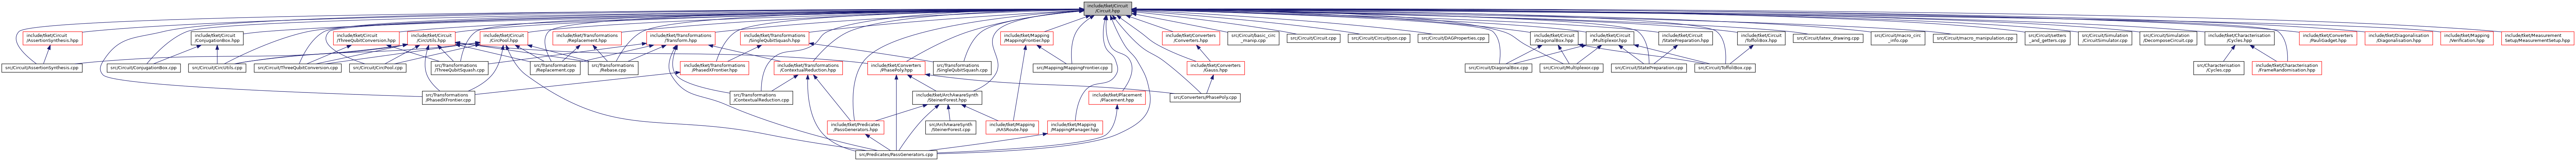 include/tket/Circuit
/Circuit.hpp
include/tket/Circuit
/AssertionSynthesis.hpp
include/tket/Circuit
/ConjugationBox.hpp
include/tket/Circuit
/ThreeQubitConversion.hpp
include/tket/Circuit
/CircUtils.hpp
include/tket/Circuit
/CircPool.hpp
include/tket/Transformations
/Replacement.hpp
include/tket/Transformations
/Transform.hpp
include/tket/Transformations
/SingleQubitSquash.hpp
include/tket/Mapping
/MappingFrontier.hpp
include/tket/Converters
/Converters.hpp
src/Circuit/basic_circ
_manip.cpp
src/Circuit/Circuit.cpp
src/Circuit/CircuitJson.cpp
src/Circuit/DAGProperties.cpp
include/tket/Circuit
/DiagonalBox.hpp
include/tket/Circuit
/Multiplexor.hpp
include/tket/Circuit
/StatePreparation.hpp
include/tket/Circuit
/ToffoliBox.hpp
src/Circuit/latex_drawing.cpp
src/Circuit/macro_circ
_info.cpp
src/Circuit/macro_manipulation.cpp
src/Circuit/setters
_and_getters.cpp
src/Circuit/Simulation
/CircuitSimulator.cpp
src/Circuit/Simulation
/DecomposeCircuit.cpp
include/tket/Characterisation
/Cycles.hpp
include/tket/Converters
/PauliGadget.hpp
include/tket/Diagonalisation
/Diagonalisation.hpp
include/tket/Mapping
/Verification.hpp
include/tket/Measurement
Setup/MeasurementSetup.hpp
src/Circuit/AssertionSynthesis.cpp
src/Circuit/ConjugationBox.cpp
src/Circuit/CircUtils.cpp
src/Circuit/ThreeQubitConversion.cpp
src/Circuit/CircPool.cpp
src/Transformations
/ThreeQubitSquash.cpp
src/Transformations
/Replacement.cpp
src/Transformations
/Rebase.cpp
include/tket/Transformations
/PhasedXFrontier.hpp
include/tket/Transformations
/ContextualReduction.hpp
include/tket/Converters
/PhasePoly.hpp
src/Transformations
/SingleQubitSquash.cpp
src/Mapping/MappingFrontier.cpp
include/tket/Converters
/Gauss.hpp
src/Circuit/DiagonalBox.cpp
src/Circuit/Multiplexor.cpp
src/Circuit/StatePreparation.cpp
src/Circuit/ToffoliBox.cpp
src/Characterisation
/Cycles.cpp
include/tket/Characterisation
/FrameRandomisation.hpp
src/Transformations
/PhasedXFrontier.cpp
src/Transformations
/ContextualReduction.cpp
include/tket/ArchAwareSynth
/SteinerForest.hpp
include/tket/Placement
/Placement.hpp
src/Converters/PhasePoly.cpp
include/tket/Predicates
/PassGenerators.hpp
src/ArchAwareSynth
/SteinerForest.cpp
include/tket/Mapping
/AASRoute.hpp
include/tket/Mapping
/MappingManager.hpp
src/Predicates/PassGenerators.cpp